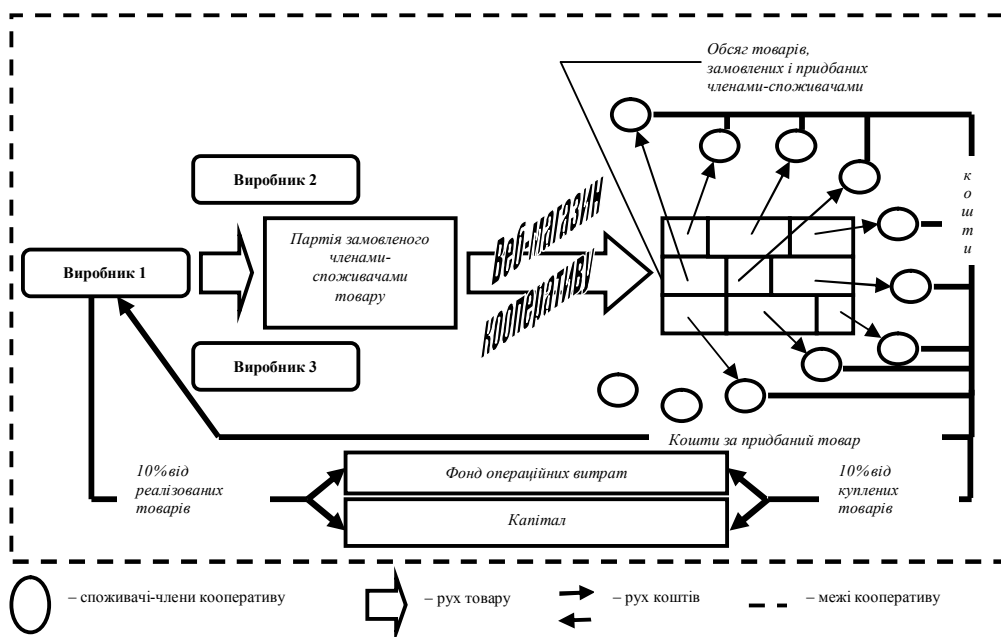 Обсяг товарів,
замовлених і придбаних
членами-споживачами
Виробник 2
Виробник 1
Партія замовленого
членами-
споживачами
товару
Веб-магазин
кооперативу
кошти
Виробник 3
Кошти за придбаний товар
10% від
реалізованих
товарів
Фонд операційних витрат
Капітал
10% від
куплених
товарів
– споживачі-члени кооперативу
– рух товару
– рух коштів
– межі кооперативу